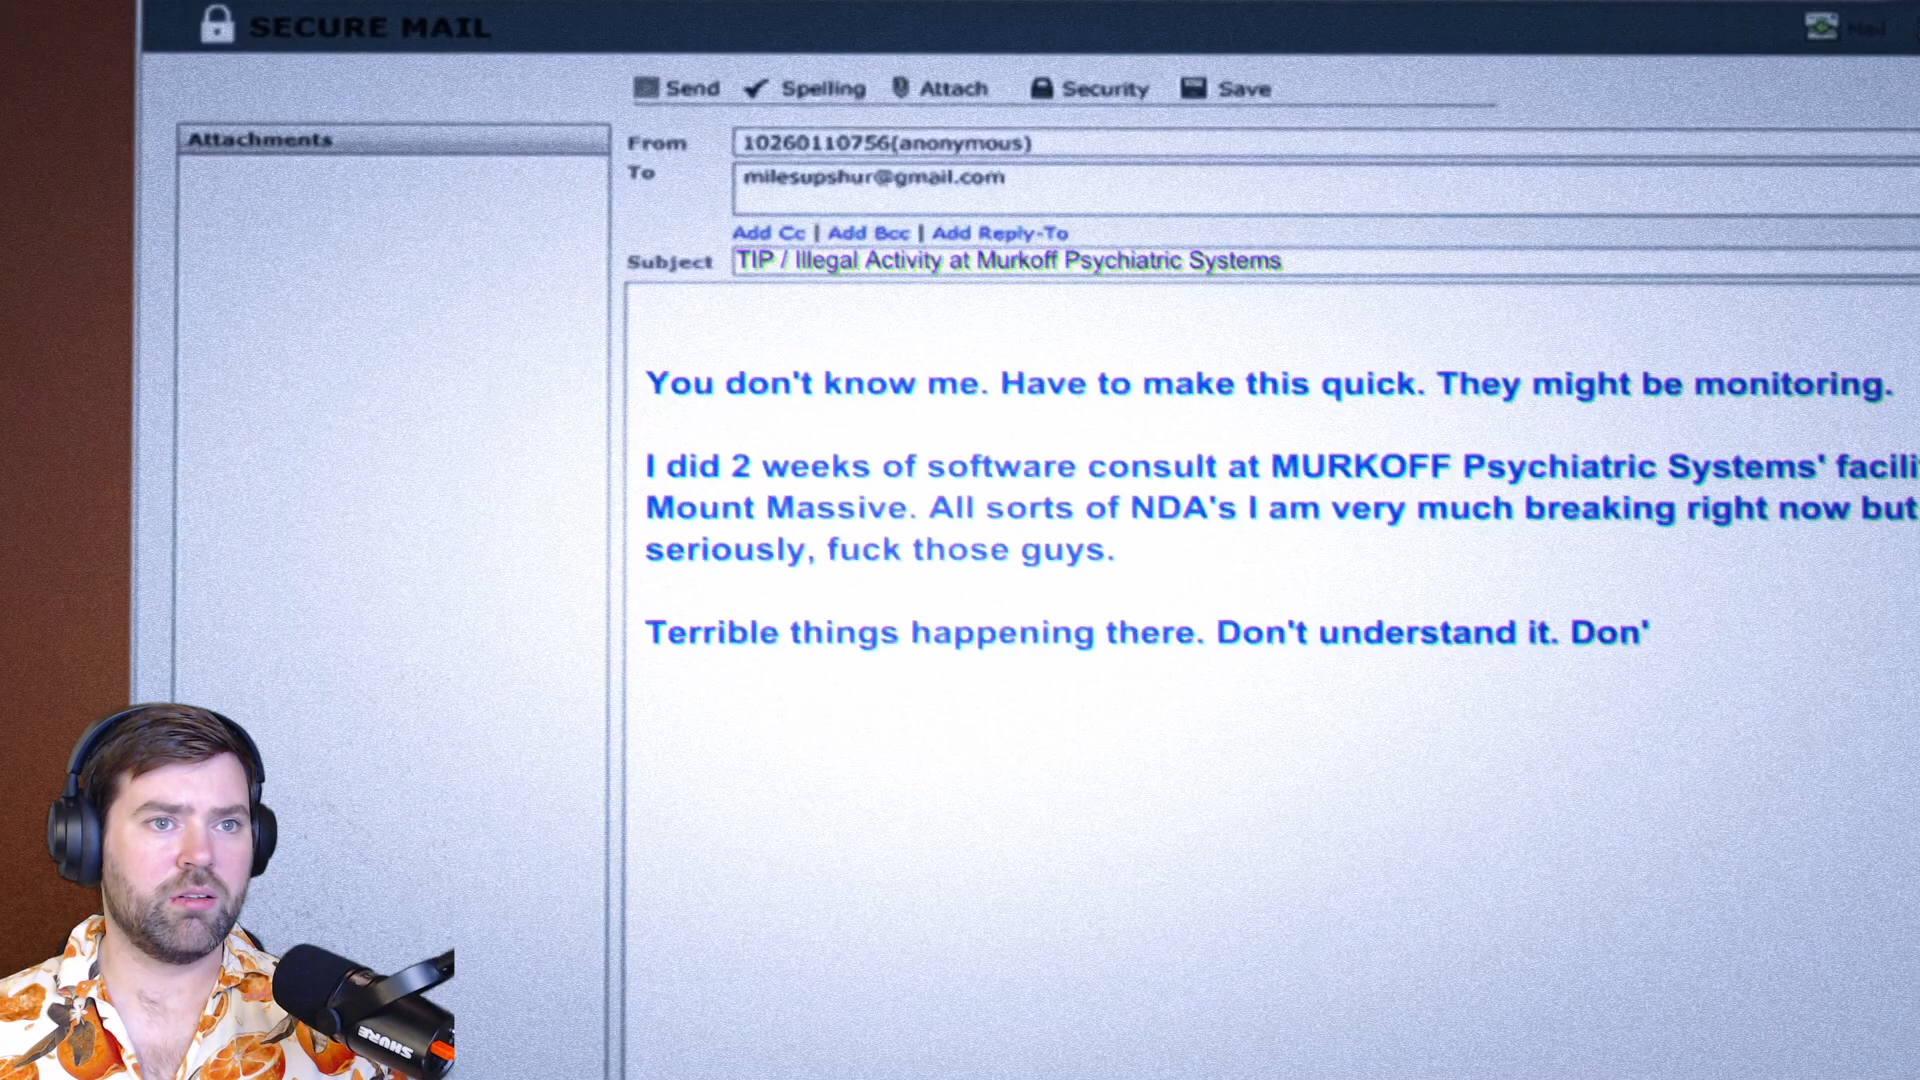 SECURE MAIL
Mail
Send Spelling Attach Security Save
Attachments
From 10260110756(anonymous)
To milesupshur@gmail.com
Add Cc | Add Bcc | Add Reply-To
Subject TIP / Illegal Activity at Murkoff Psychiatric Systems
You don't know me. Have to make this quick. They might be monitoring.
I did 2 weeks of software consult at MURKOFF Psychiatric Systems' facili
Mount Massive. All sorts of NDA's I am very much breaking right now but
seriously, fuck those guys.
Terrible things happening there. Don't understand it. Don'
SHURE